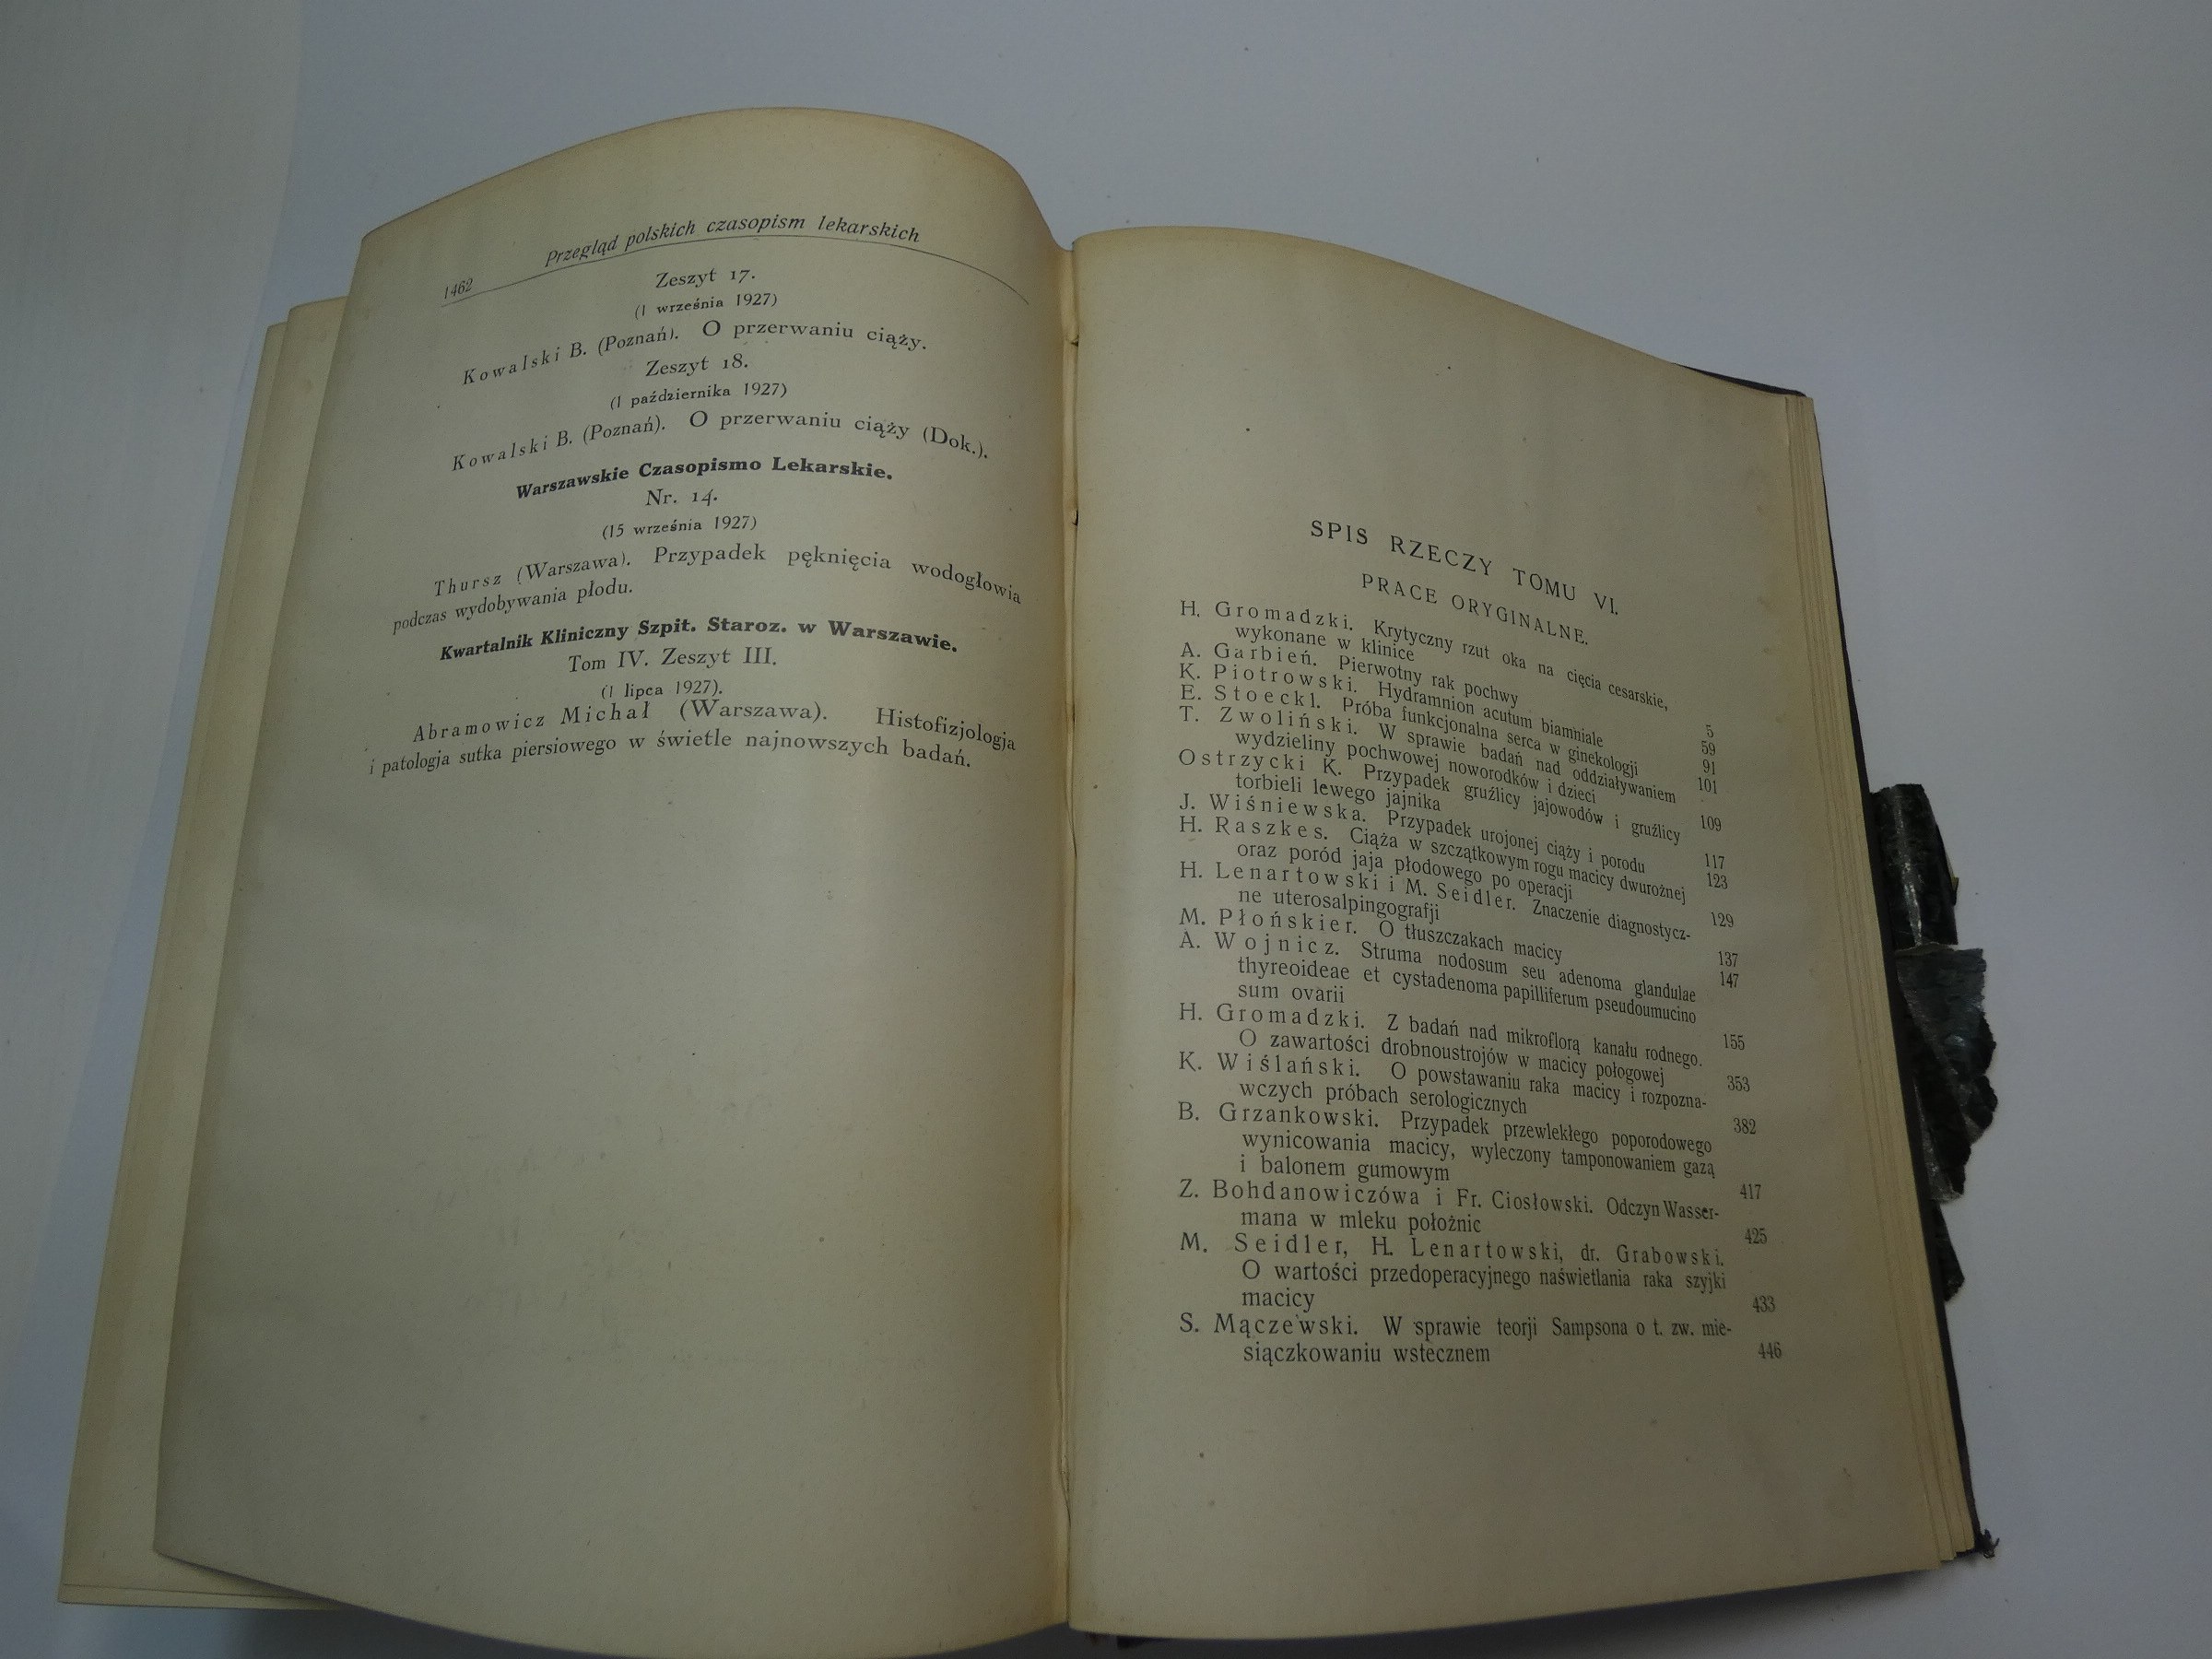 1462 Przegląd polskich czasopism lekarskich
Zeszyt 17.
(1 września 1927)
Kowalski B. (Poznań). O przerwaniu ciąży.
Zeszyt 18.
(1 października 1927)
Kowalski B. (Poznań). O przerwaniu ciąży (Dok.).
Warszawskie Czasopismo Lekarskie.
Nr. 14.
(15 września 1927)
Thursz (Warszawa). Przypadek pęknięcia wodogłowia
podczas wydobywania płodu.
Kwartalnik Kliniczny Szpit. Staroz. w Warszawie.
Tom IV. Zeszyt III.
(1 lipca 1927).
Abramowicz Michał (Warszawa). Histofizjologja
i patologja sutka piersiowego w świetle najnowszych badań.
SPIS RZECZY TOMU VI.
PRACE ORYGINALNE.
H. Gromadzki. Krytyczny rzut oka na cięcia cesarskie,
wykonane w klinice 5
A. Garbień. Pierwotny rak pochwy 59
K. Piotrowski. Hydramnion acutum biamniale 91
E. Stoeckl. Próba funkcjonalna serca w ginekologji 101
T. Zwoliński. W sprawie badań nad oddziaływaniem
wydzieliny pochwowej noworodków i dzieci 109
Ostrzycki K. Przypadek gruźlicy jajowodów i gruźlicy
torbieli lewego jajnika 117
J. Wiśniewska. Przypadek urojonej ciąży i porodu 123
H. Raszkes. Ciąża w szczątkowym rogu macicy dwurożnej
oraz poród jaja płodowego po operacji 129
H. Lenartowski i M. Seidler. Znaczenie diagnostycz-
ne uterosalpingografji 137
M. Płońskier. O tłuszczakach macicy 147
A. Wojnicz. Struma nodosum seu adenoma glandulae
thyreoideae et cystadenoma papilliferum pseudoumucino
sum ovarii 155
H. Gromadzki. Z badań nad mikroflorą kanału rodnego.
O zawartości drobnoustrojów w macicy połogowej 353
K. Wiślański. O powstawaniu raka macicy i rozpozna-
wczych próbach serologicznych 382
B. Grzankowski. Przypadek przewlekłego poporodowego
wynicowania macicy, wyleczony tamponowaniem gazą
i balonem gumowym 417
Z. Bohdanowiczówa i Fr. Ciosłowski. Odczyn Wasser-
mana w mleku położnic 425
M. Seidler, H. Lenartowski, dr. Grabowski.
O wartości przedoperacyjnego naświetlania raka szyjki
macicy 433
S. Mączewski. W sprawie teorji Sampsona o t. zw. mie-
siączkowaniu wstecznem 446